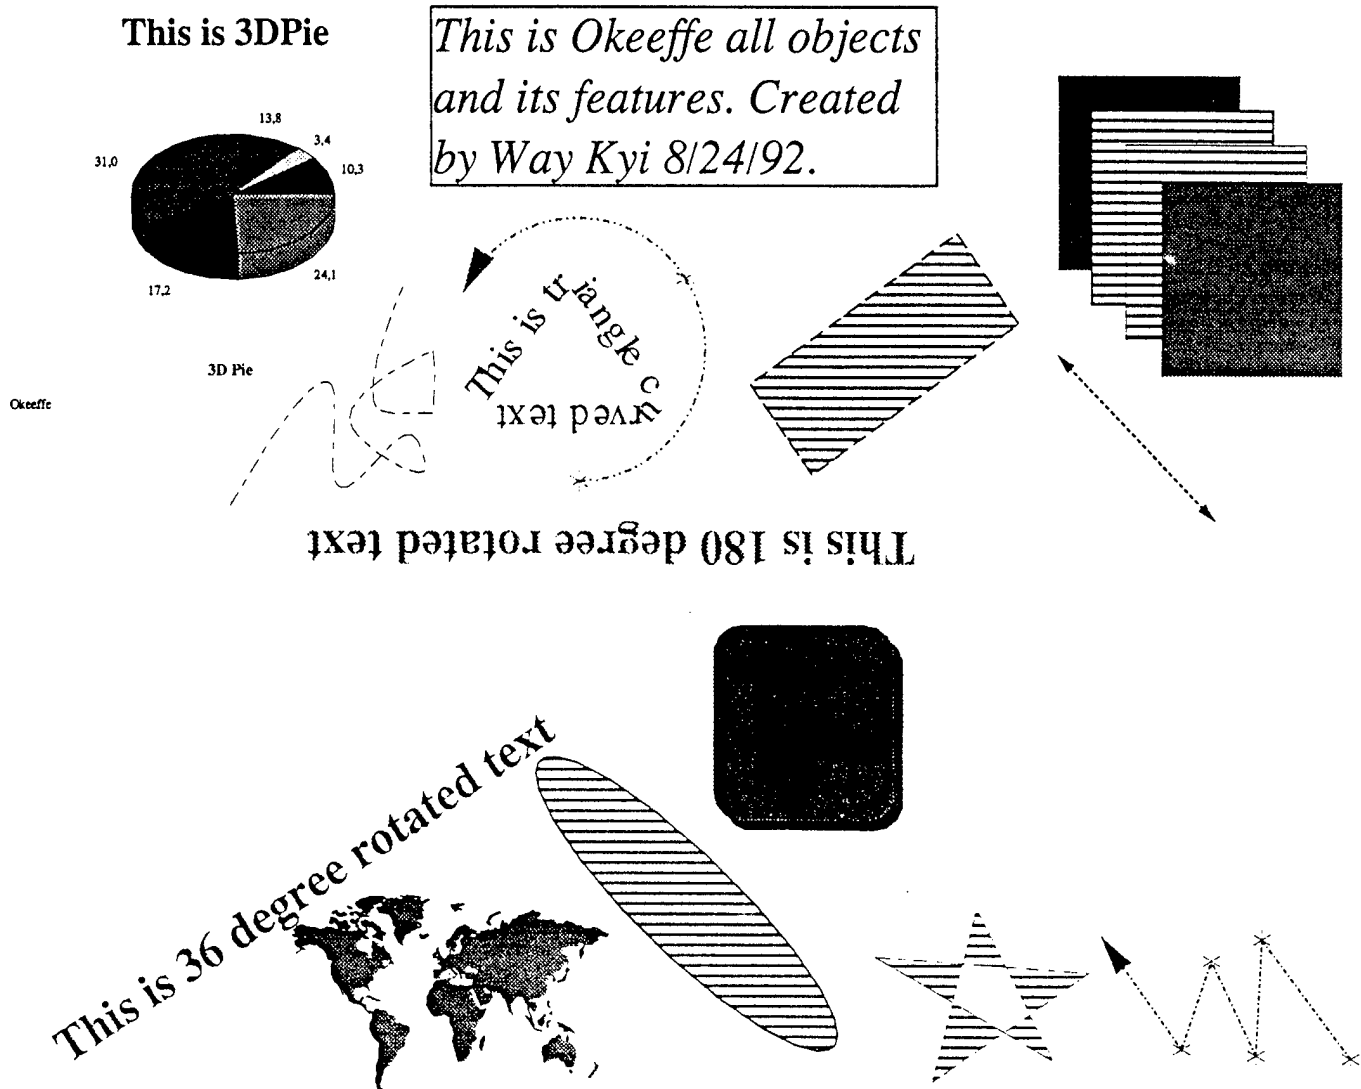 This is 3DPie
This is Okeeffe all objects
and its features. Created
by Way Kyi 8/24/92.
13,8
3,4
31,0
10,3
17,2
24,1
3D Pie
Okeeffe
This is triangle curved text
This is 180 degree rotated text
This is 36 degree rotated text